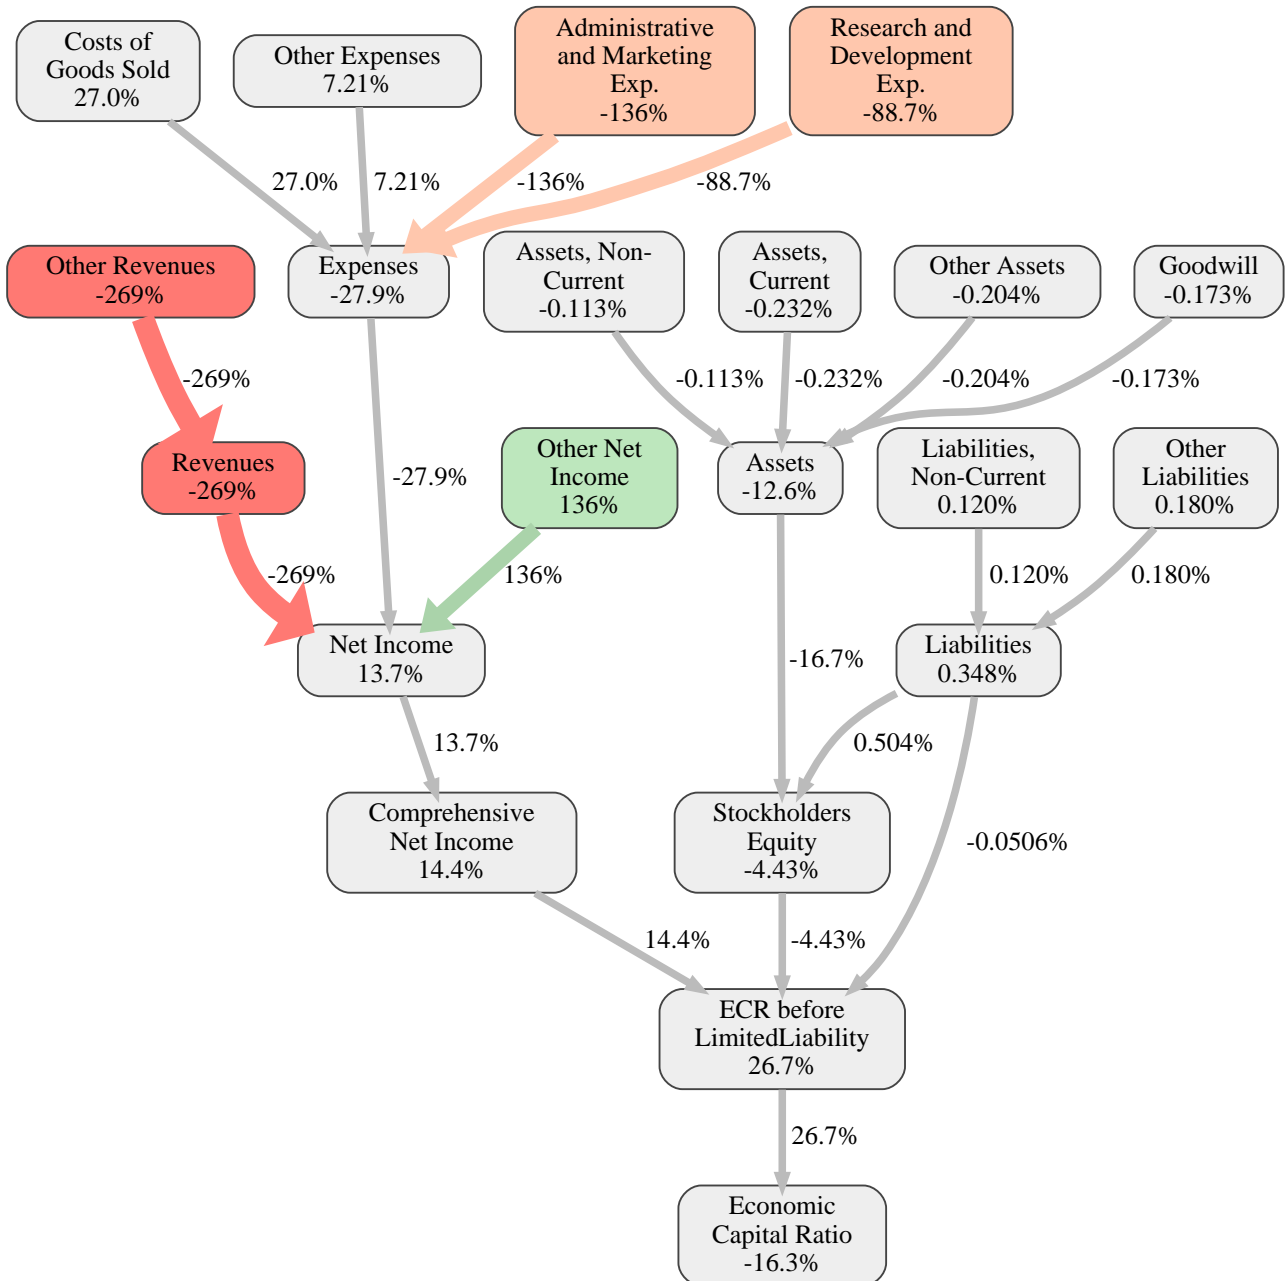 Costs of
Goods Sold
27.0%
Other Expenses
7.21%
Administrative
and Marketing
Exp.
-136%
Research and
Development
Exp.
-88.7%
27.0%
7.21%
-136%
-88.7%
Other Revenues
-269%
Expenses
-27.9%
Assets, Non-
Current
-0.113%
Assets,
Current
-0.232%
Other Assets
-0.204%
Goodwill
-0.173%
-269%
-0.113%
-0.232%
-0.204%
-0.173%
Revenues
-269%
-27.9%
Other Net
Income
136%
Assets
-12.6%
Liabilities,
Non-Current
0.120%
Other
Liabilities
0.180%
-269%
136%
0.120%
0.180%
Net Income
13.7%
-16.7%
Liabilities
0.348%
13.7%
0.504%
Comprehensive
Net Income
14.4%
Stockholders
Equity
-4.43%
-0.0506%
14.4%
-4.43%
ECR before
LimitedLiability
26.7%
26.7%
Economic
Capital Ratio
-16.3%